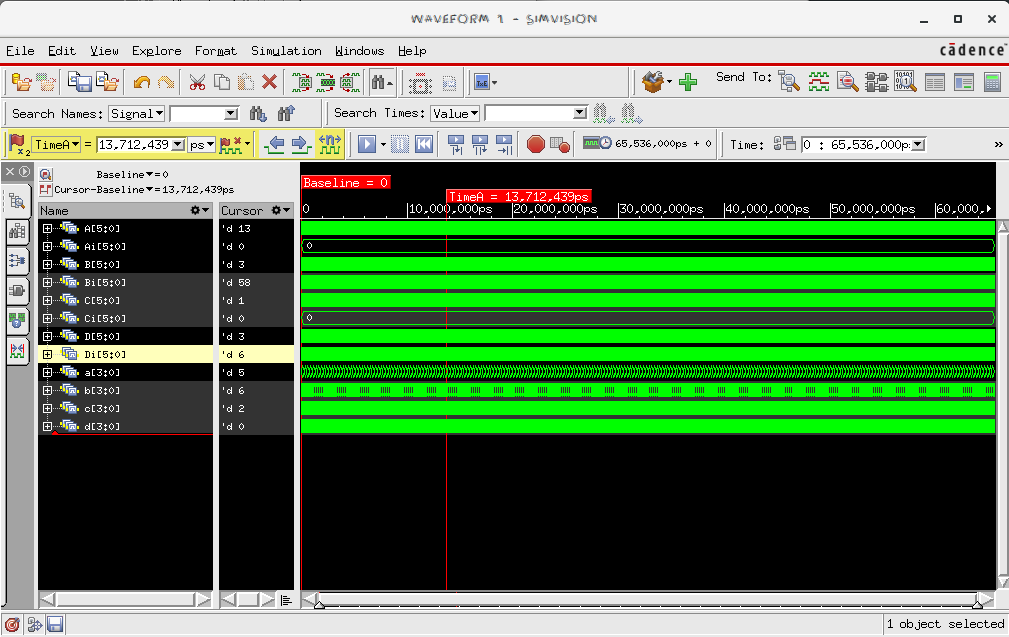 WAVEFORM 1 - SIMVISION
File Edit View Explore Format Simulation Windows Help cādence
Send To:
Search Names: Signal Search Times: Value
x2 TimeA = 13,712,439 ps 65,536,000ps + 0 Time: 0 : 65,536,000p: »
Baseline=0
Cursor-Baseline=13,712,439ps
Baseline = 0
TimeA = 13,712,439ps
0 10,000,000ps 20,000,000ps 30,000,000ps 40,000,000ps 50,000,000ps 60,000,
Name Cursor
A[5:0] 'd 13
Ai[5:0] 'd 0 0
B[5:0] 'd 3
Bi[5:0] 'd 58
C[5:0] 'd 1
Ci[5:0] 'd 0 0
D[5:0] 'd 3
Di[5:0] 'd 6
a[3:0] 'd 5
b[3:0] 'd 6
c[3:0] 'd 2
d[3:0] 'd 0
1 object selected